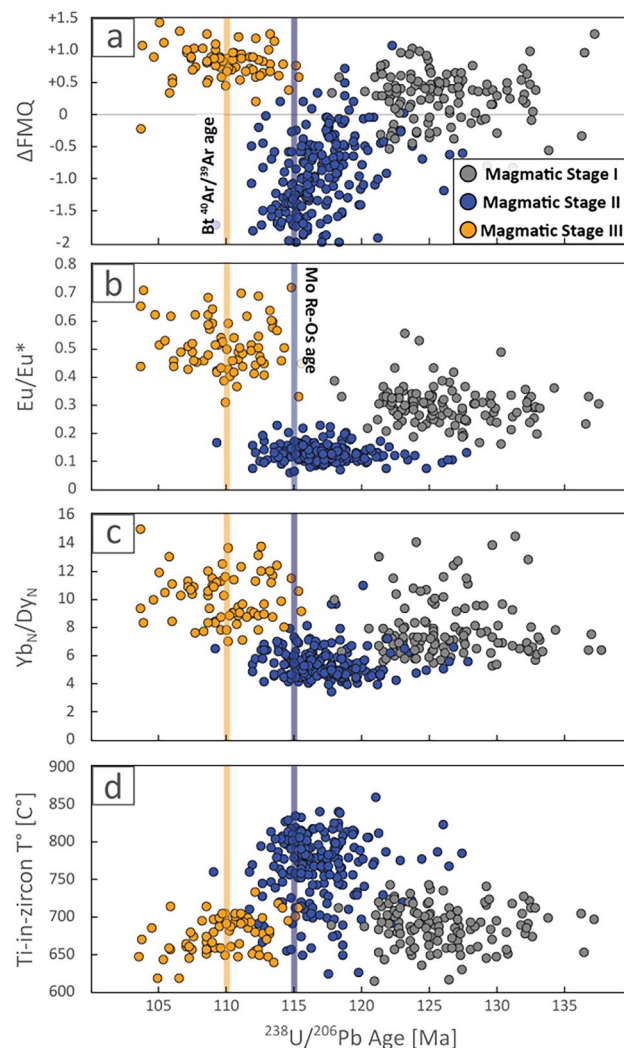 a
+1.5
+1.0
+0.5
0
-0.5
-1.0
-1.5
-2
ΔFMQ
Bt ⁴⁰Ar/³⁹Ar age
Magmatic Stage I
Magmatic Stage II
Magmatic Stage III
b
0.8
0.7
0.6
0.5
0.4
0.3
0.2
0.1
0
Eu/Eu*
Mo Re-Os age
c
16
14
12
10
8
6
4
2
0
Yb_N/Dy_N
d
900
850
800
750
700
650
600
Ti-in-zircon T° [C°]
105 110 115 120 125 130 135
²³⁸U/²⁰⁶Pb Age [Ma]